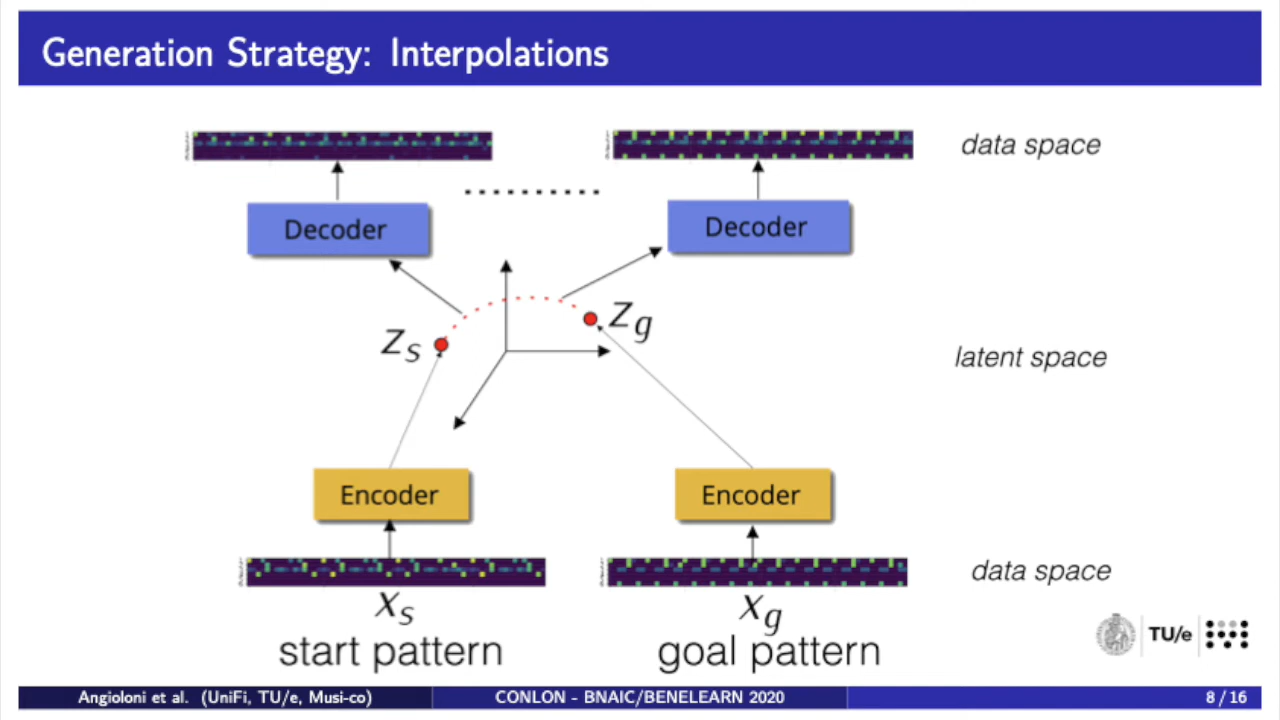 Generation Strategy: Interpolations
data space
Decoder
Decoder
z_s
z_g
latent space
Encoder
Encoder
data space
x_s
x_g
start pattern
goal pattern
TU/e
Angioloni et al. (UniFi, TU/e, Musi-co)
CONLON - BNAIC/BENELEARN 2020
8 / 16